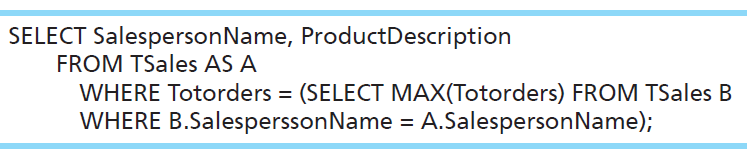 SELECT SalespersonName, ProductDescription
FROM TSales AS A
WHERE Totorders = (SELECT MAX(Totorders) FROM TSales B
WHERE B.SalesperssonName = A.SalespersonName);